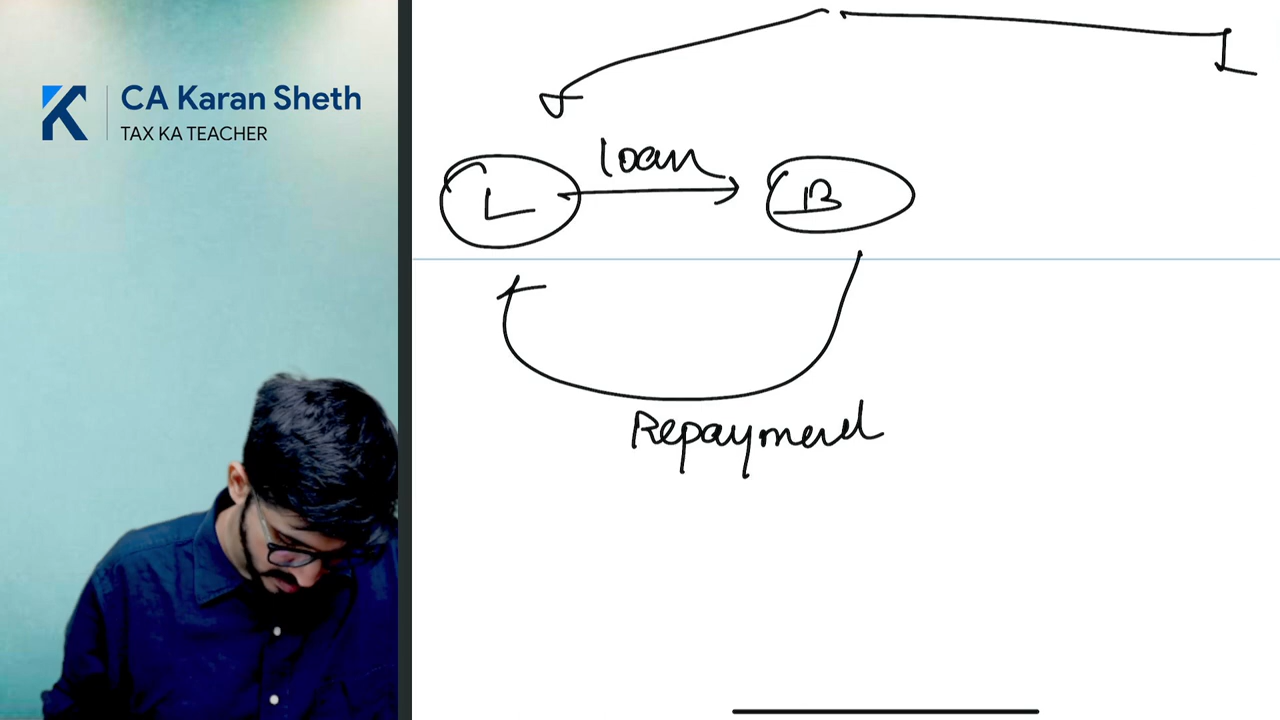 CA Karan Sheth
TAX KA TEACHER
loan
L
B
Repayment